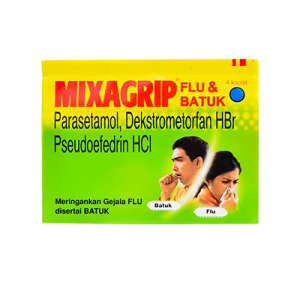 4 kaplet
MIXAGRIP® FLU &
BATUK
Parasetamol, Dekstrometorfan HBr
Pseudoefedrin HCl
Meringankan Gejala FLU
disertai BATUK
Batuk
Flu